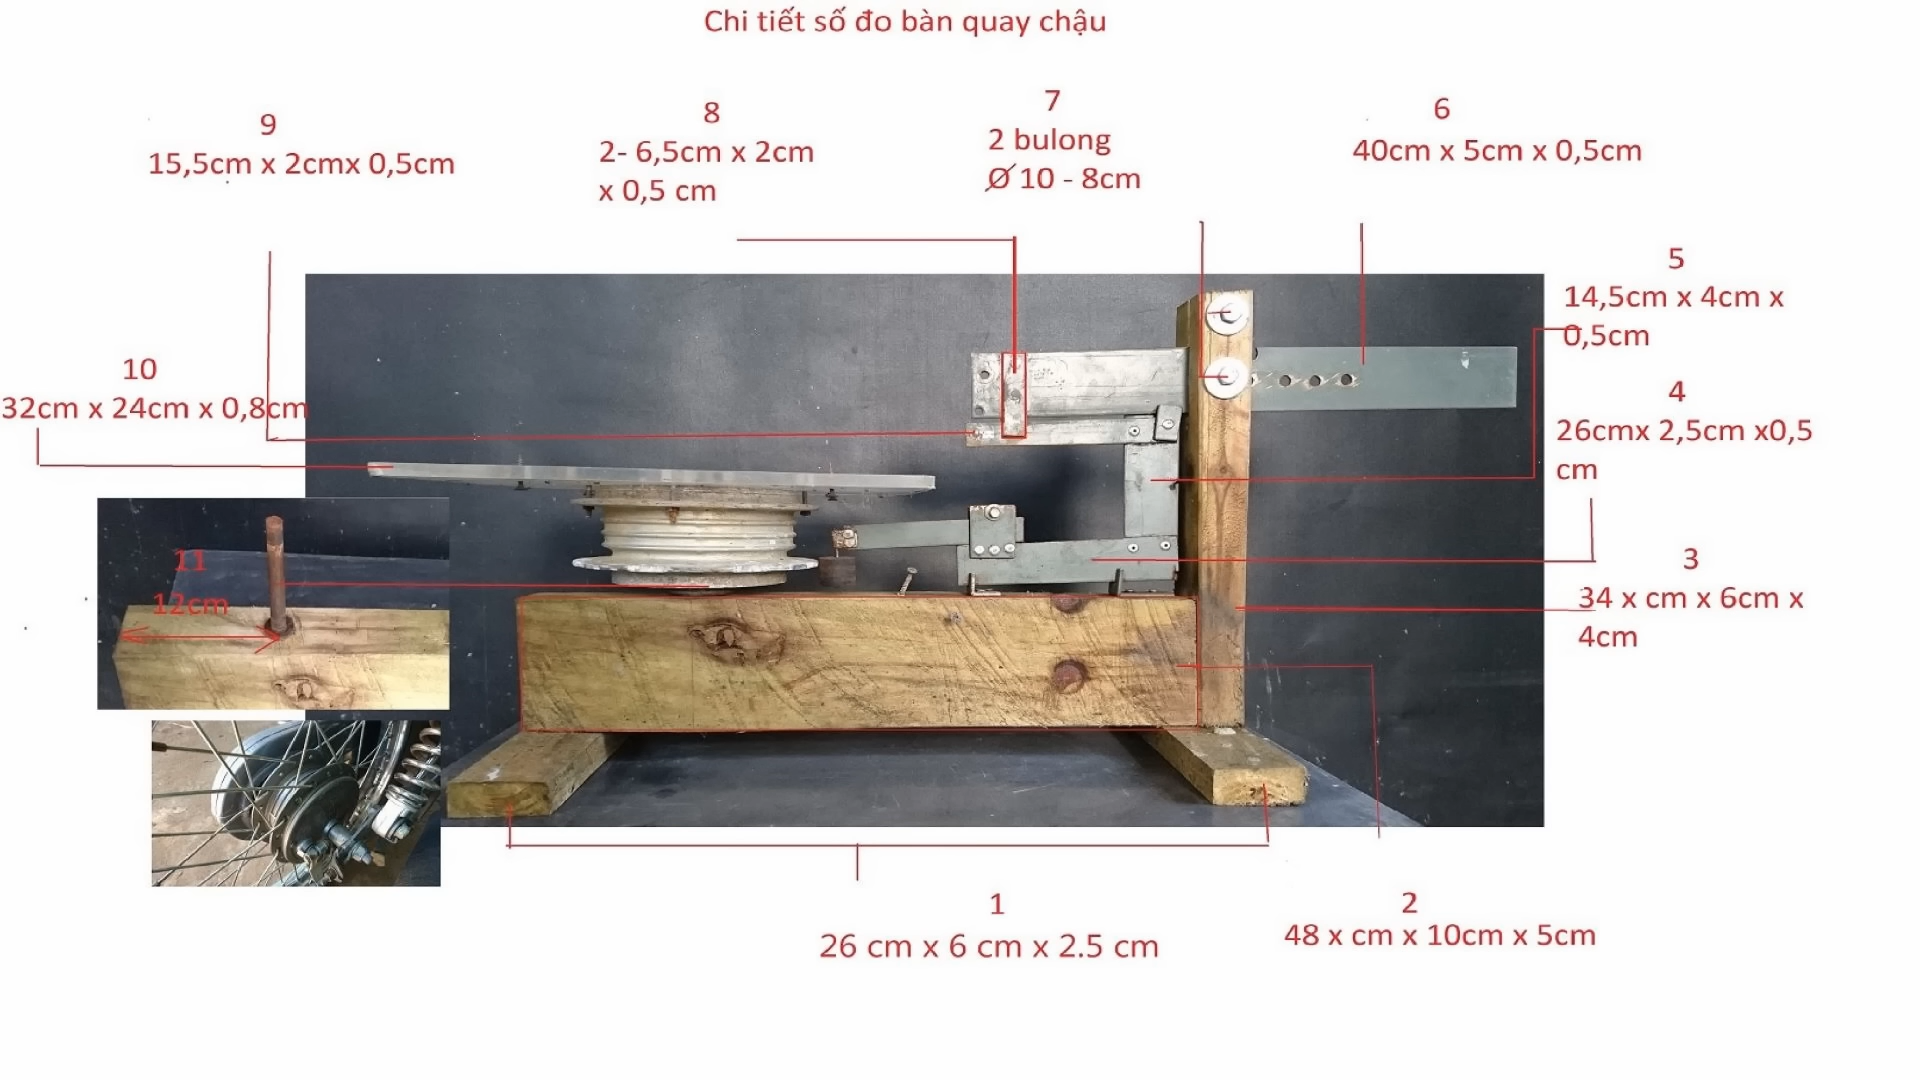 Chi tiết số đo bàn quay chậu
9
15,5cm x 2cmx 0,5cm
8
2- 6,5cm x 2cm
x 0,5 cm
7
2 bulong
Ø 10 - 8cm
6
40cm x 5cm x 0,5cm
5
14,5cm x 4cm x
0,5cm
10
32cm x 24cm x 0,8cm
4
26cmx 2,5cm x0,5
cm
11
12cm
3
34 x cm x 6cm x
4cm
1
26 cm x 6 cm x 2.5 cm
2
48 x cm x 10cm x 5cm